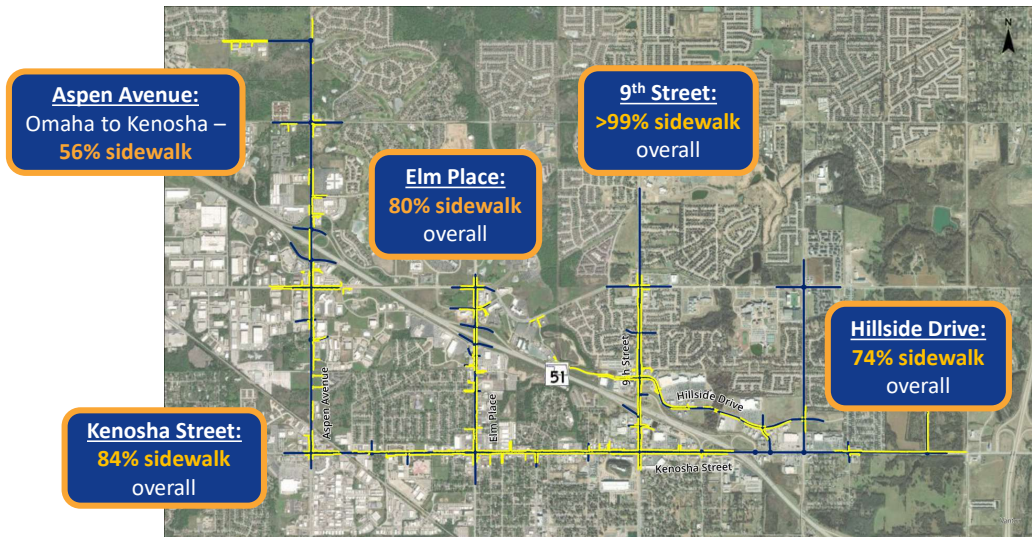 N
Aspen Avenue:
Omaha to Kenosha –
56% sidewalk
9th Street:
>99% sidewalk
overall
Elm Place:
80% sidewalk
overall
Hillside Drive:
74% sidewalk
overall
Kenosha Street:
84% sidewalk
overall
51
9th Street
Hillside Drive
Aspen Avenue
Elm Place
Kenosha Street